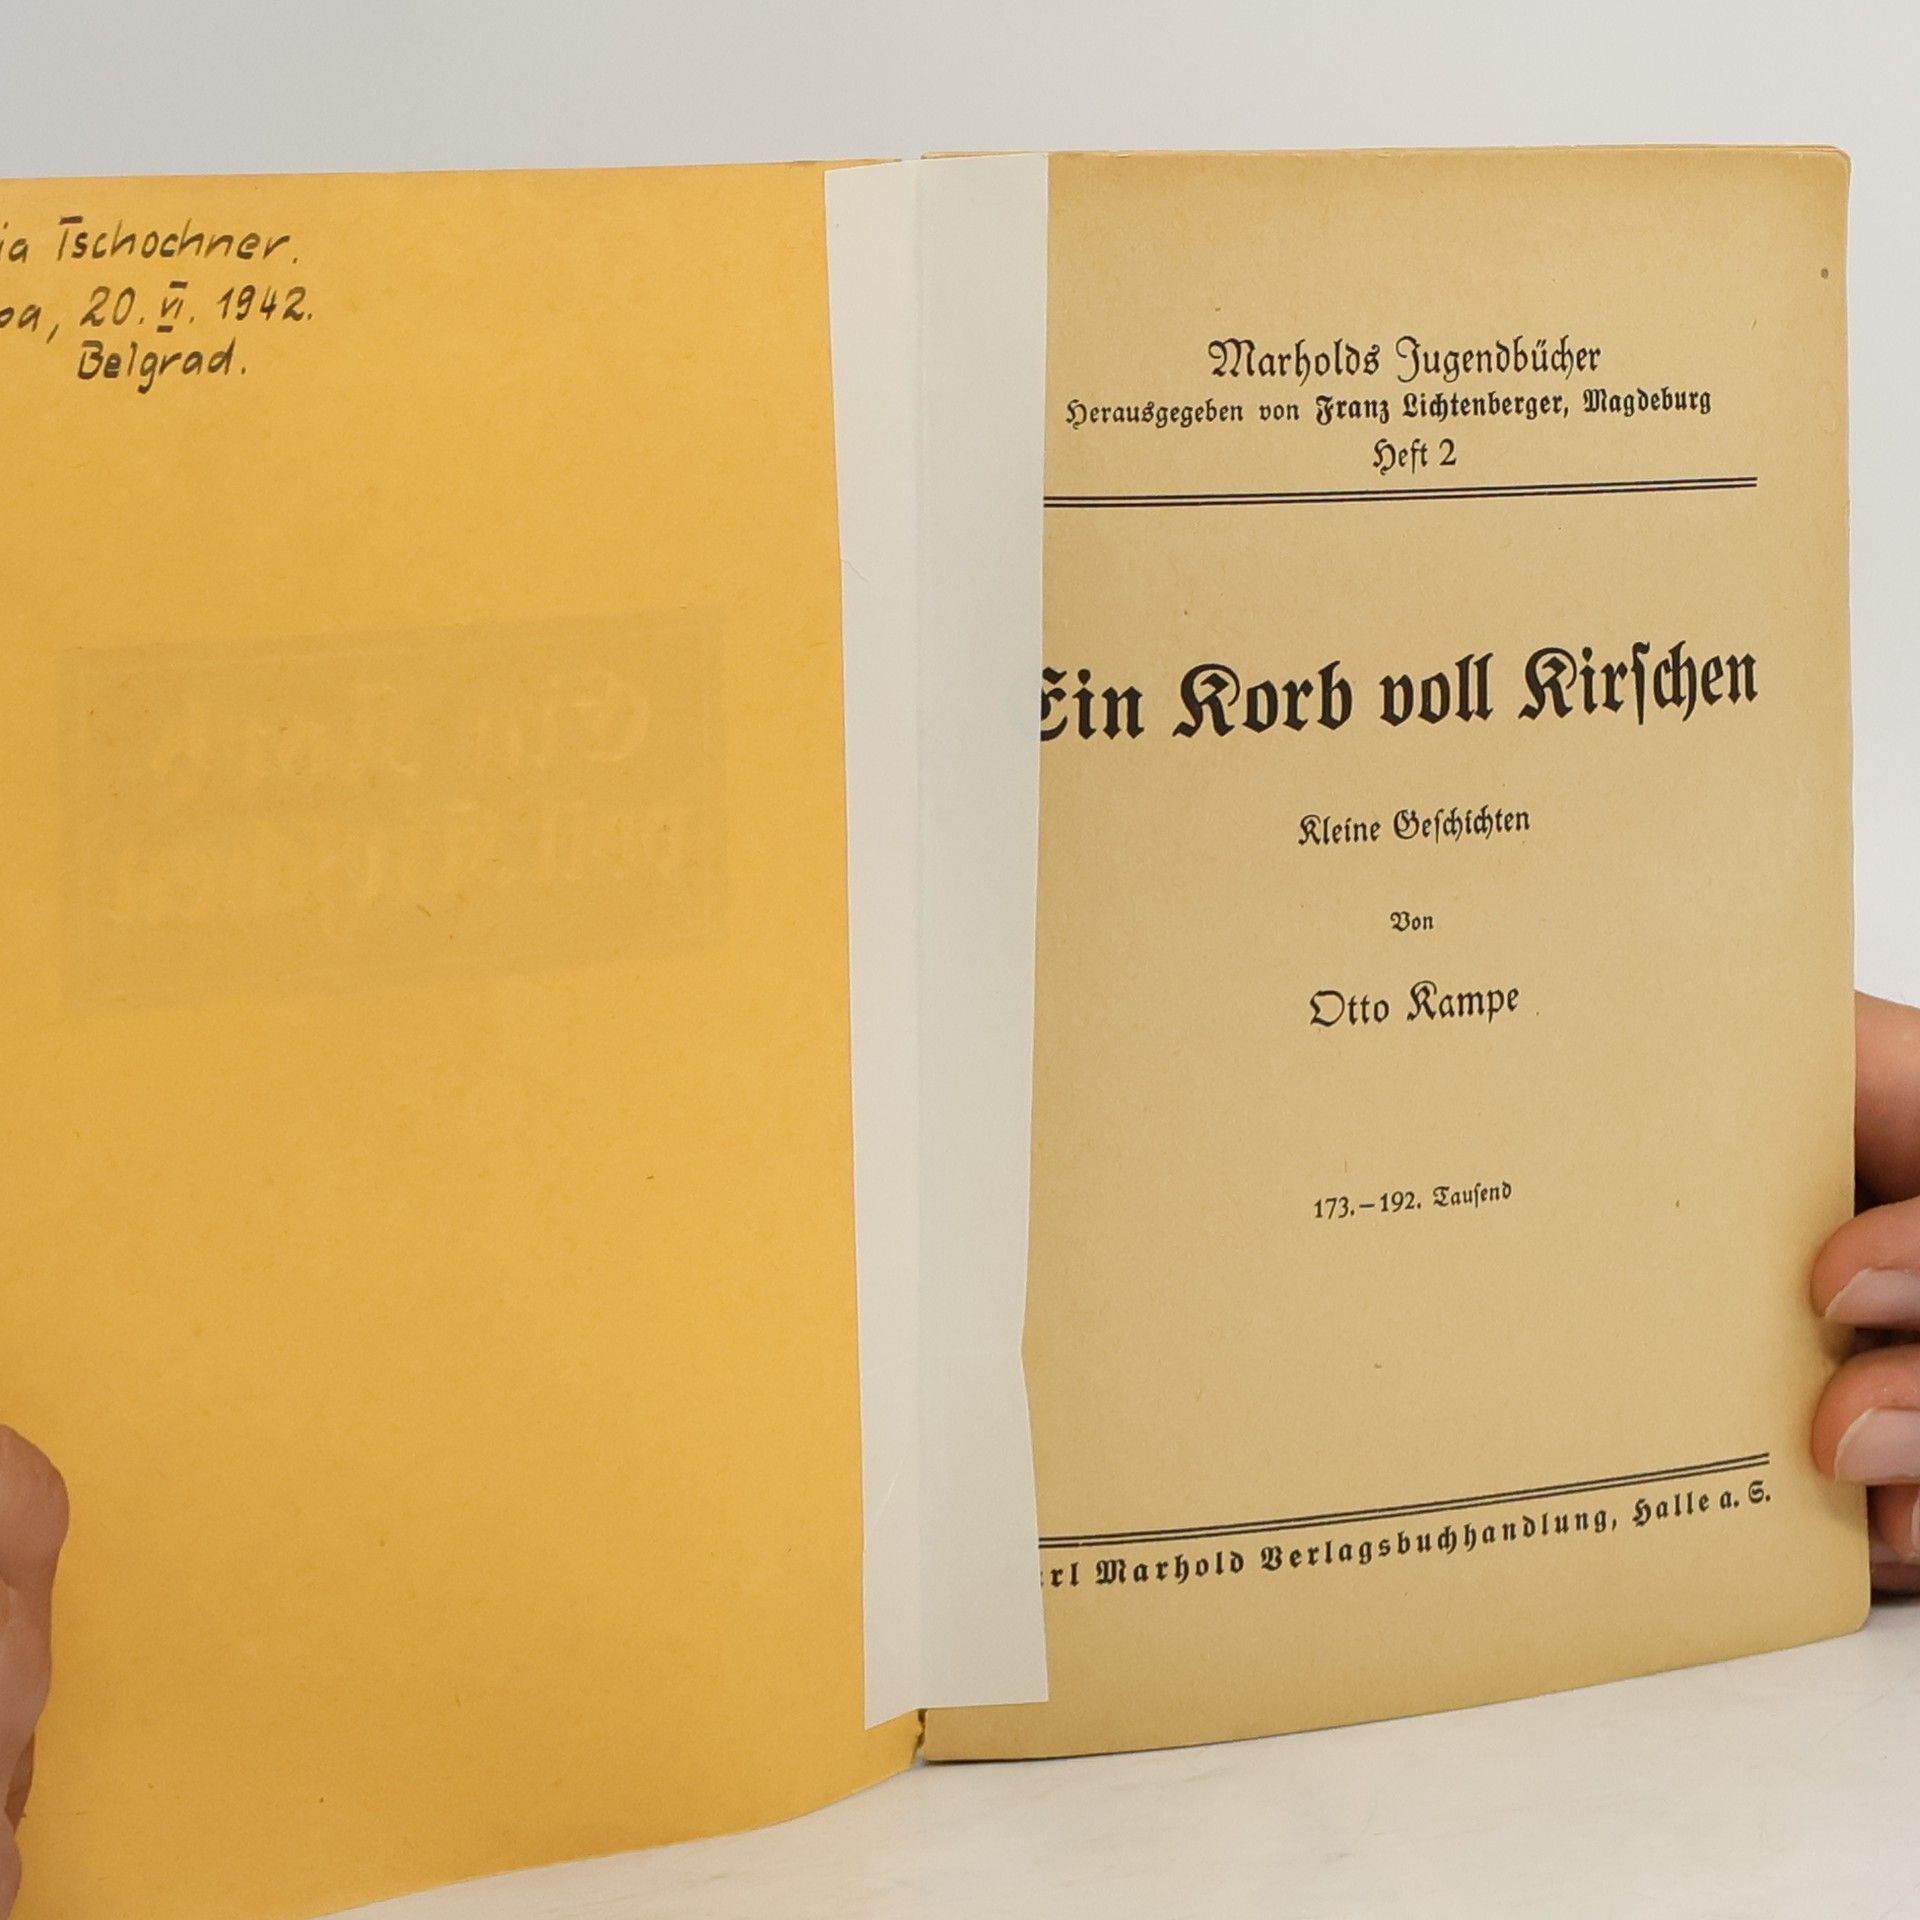 Tschochner.
20. VI. 1942.
Belgrad.
Marholds Jugendbücher
Herausgegeben von Franz Lichtenberger, Magdeburg
Heft 2
Ein Korb voll Kirſchen
Kleine Geſchichten
Von
Otto Kampe
173.–192. Tauſend
Marhold Verlagsbuchhandlung, Halle a. S.